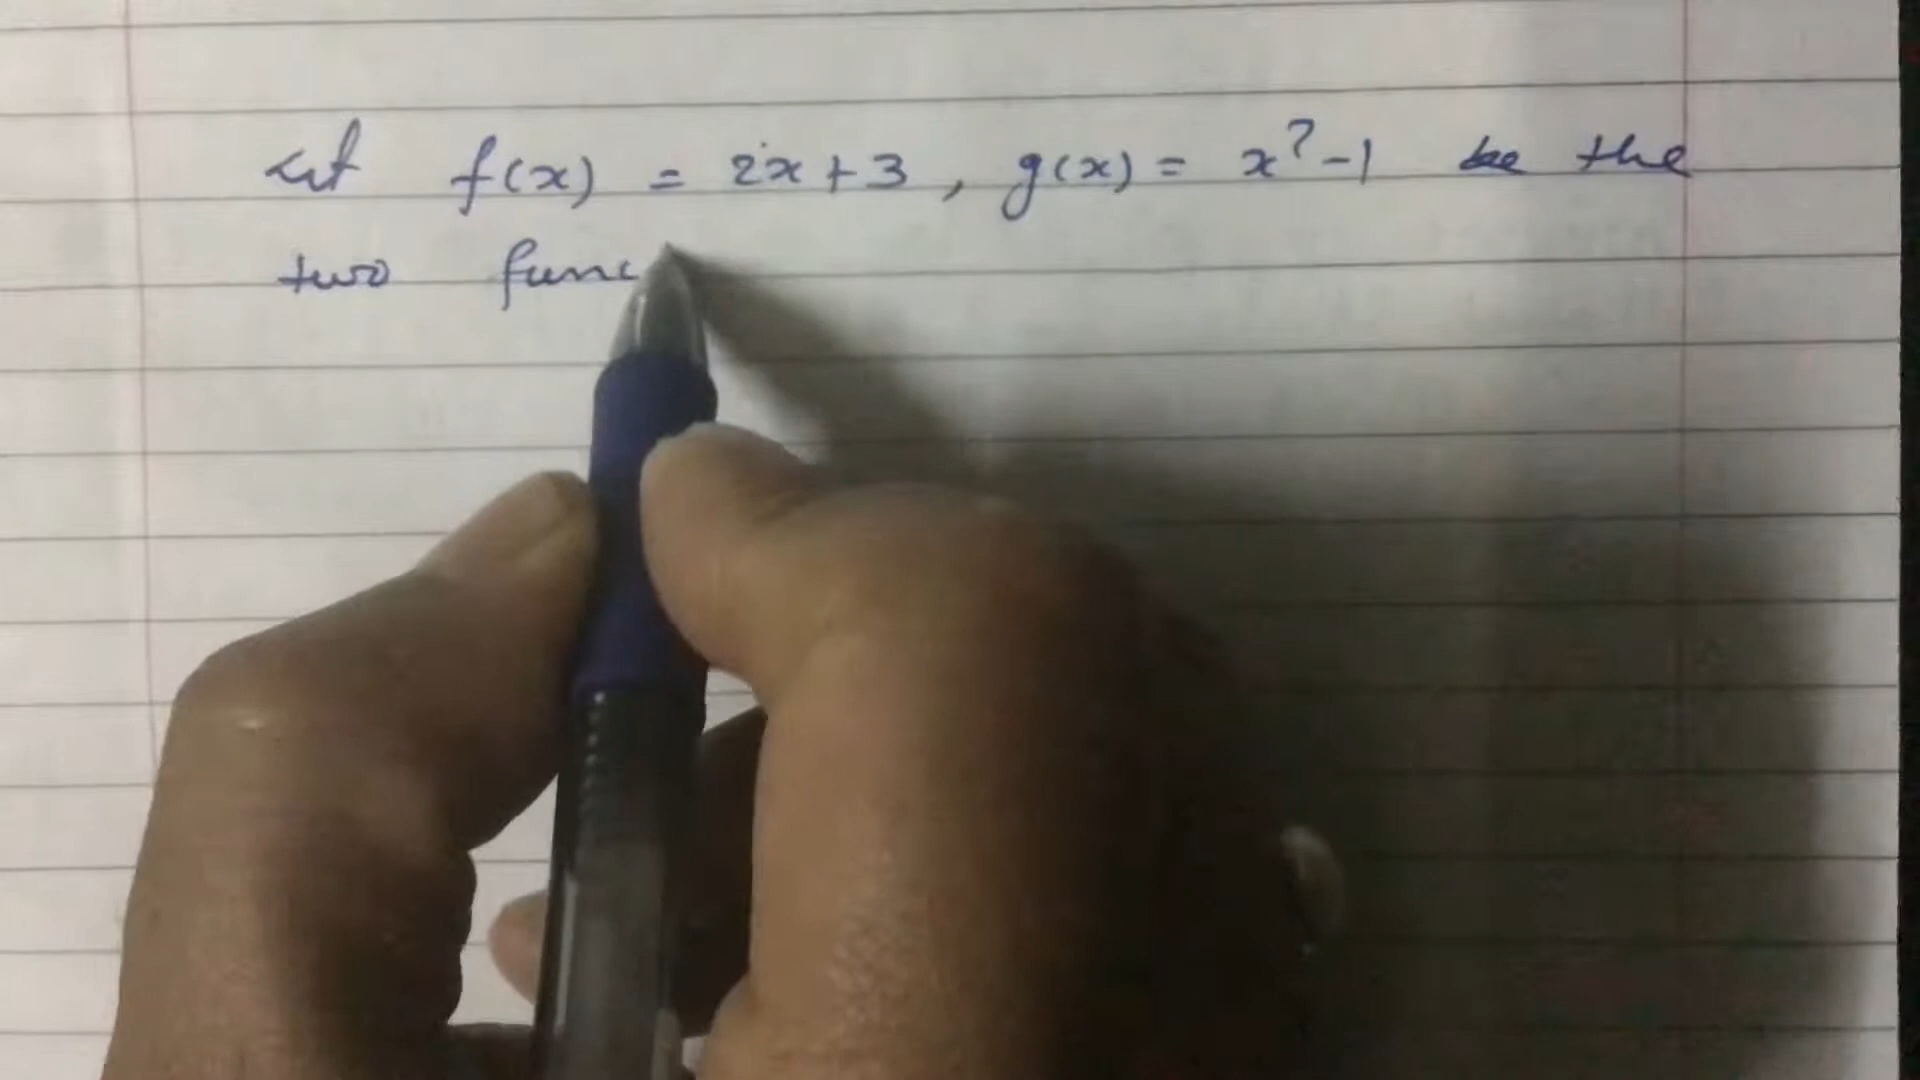 Let f(x) = 2x + 3, g(x) = x² - 1 be the
two func